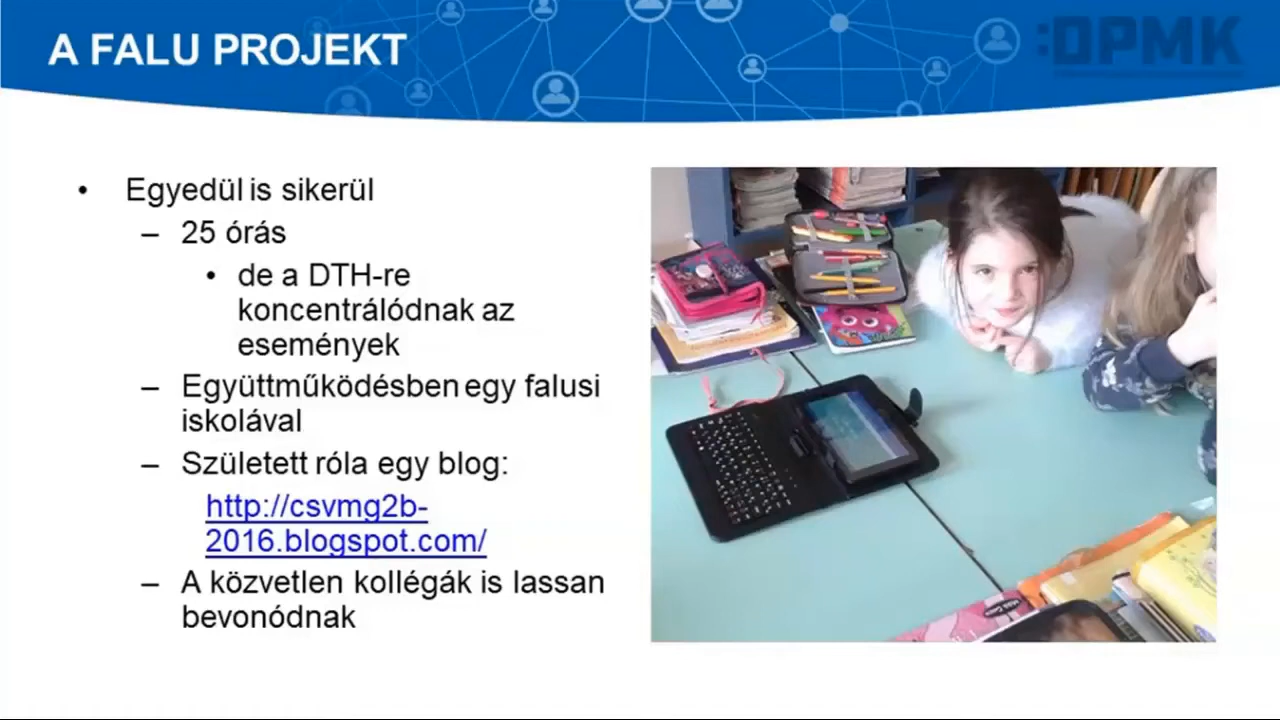 A FALU PROJEKT
:DPMK
• Egyedül is sikerül
– 25 órás
• de a DTH-re
koncentrálódnak az
események
– Együttműködésben egy falusi
iskolával
– Született róla egy blog:
http://csvmg2b-
2016.blogspot.com/
– A közvetlen kollégák is lassan
bevonódnak